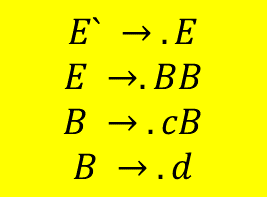 E` → . E
E → . BB
B → . cB
B → . d